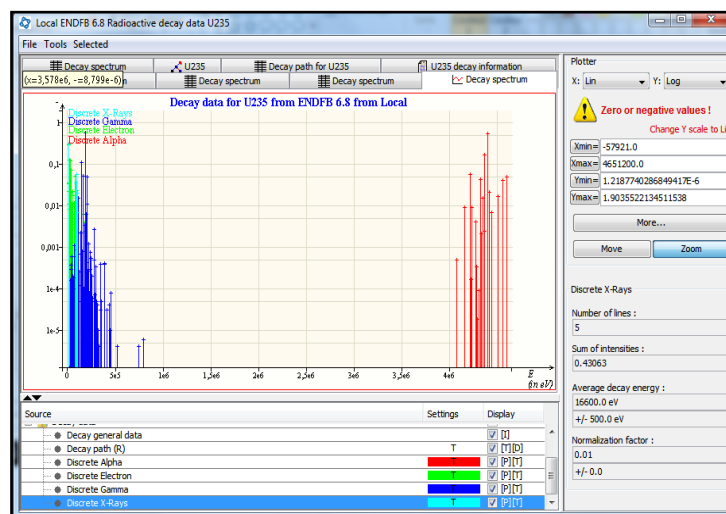 Local ENDFB 6.8 Radioactive decay data U235
File Tools Selected
Decay spectrum
U235
Decay path for U235
U235 decay information
(x=3,578e6, -=8,799e-6)
Decay spectrum
Decay spectrum
Decay spectrum
Decay data for U235 from ENDFB 6.8 from Local
Discrete X-Rays
Discrete Gamma
Discrete Electron
Discrete Alpha
1
0,1
0,01
0,001
1e-4
1e-5
0
5e5
1e6
1,5e6
2e6
2,5e6
3e6
3,5e6
4e6
E
(in eV)
Plotter
X: Lin
Y: Log
Zero or negative values !
Change Y scale to Li
Xmin= -57921.0
Xmax= 4651200.0
Ymin= 1.2187740286849417E-6
Ymax= 1.9035522134511538
More...
Move
Zoom
Discrete X-Rays
Number of lines :
5
Sum of intensities :
0.43063
Average decay energy :
16600.0 eV
+/- 500.0 eV
Normalization factor :
0.01
+/- 0.0
Source Settings Display
Decay general data [I]
Decay path (R) T [T][D]
Discrete Alpha T [P][T]
Discrete Electron T [P][T]
Discrete Gamma [P][T]
Discrete X-Rays T [P][T]